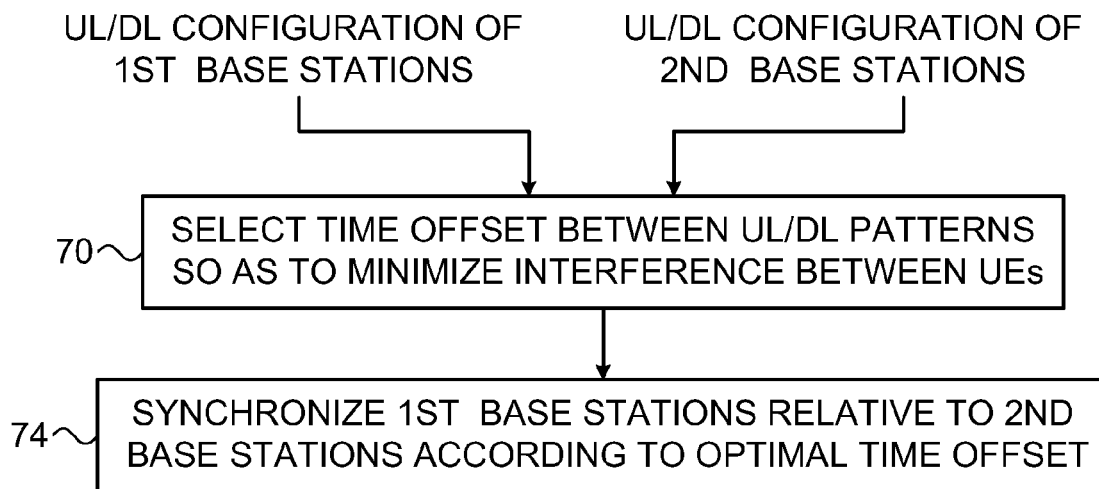 UL/DL CONFIGURATION OF
1ST BASE STATIONS
UL/DL CONFIGURATION OF
2ND BASE STATIONS
70
SELECT TIME OFFSET BETWEEN UL/DL PATTERNS
SO AS TO MINIMIZE INTERFERENCE BETWEEN UEs
74
SYNCHRONIZE 1ST BASE STATIONS RELATIVE TO 2ND
BASE STATIONS ACCORDING TO OPTIMAL TIME OFFSET